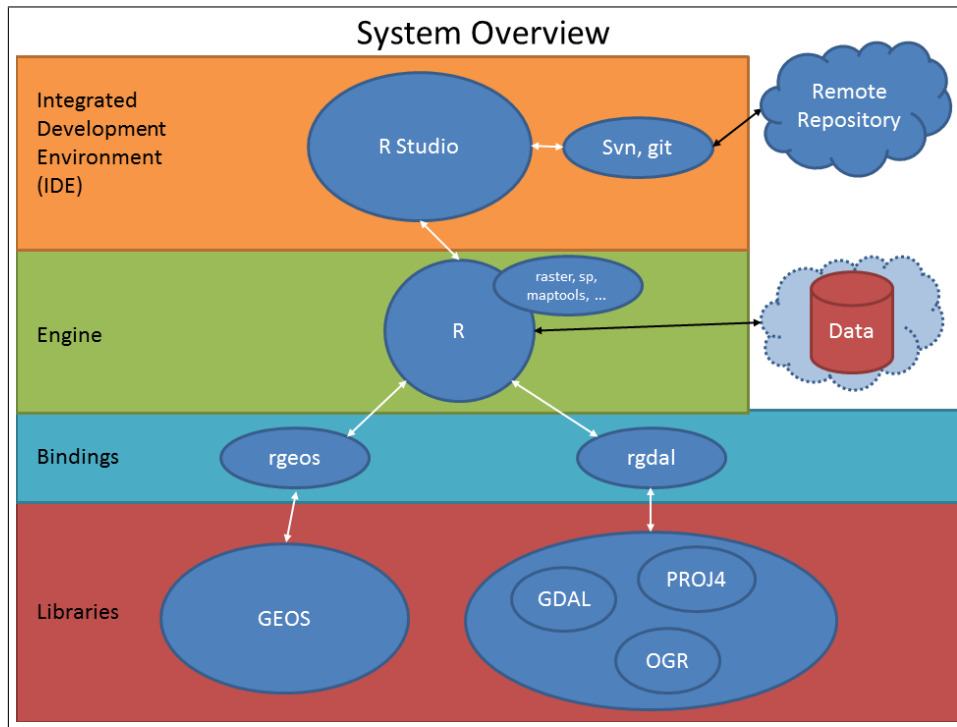 System Overview
Integrated
Development
Environment
(IDE)
R Studio
Svn, git
Remote
Repository
Engine
R
raster, sp,
maptools, ...
Data
Bindings
rgeos
rgdal
Libraries
GEOS
GDAL
PROJ4
OGR